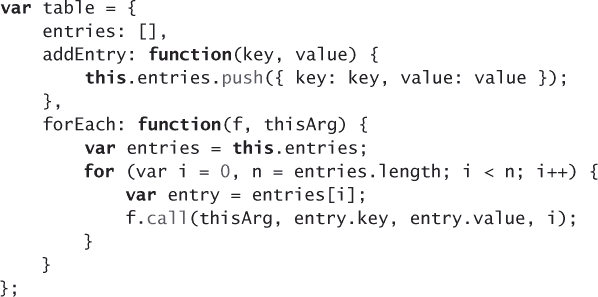 var table = {
    entries: [],
    addEntry: function(key, value) {
        this.entries.push({ key: key, value: value });
    },
    forEach: function(f, thisArg) {
        var entries = this.entries;
        for (var i = 0, n = entries.length; i < n; i++) {
            var entry = entries[i];
            f.call(thisArg, entry.key, entry.value, i);
        }
    }
};